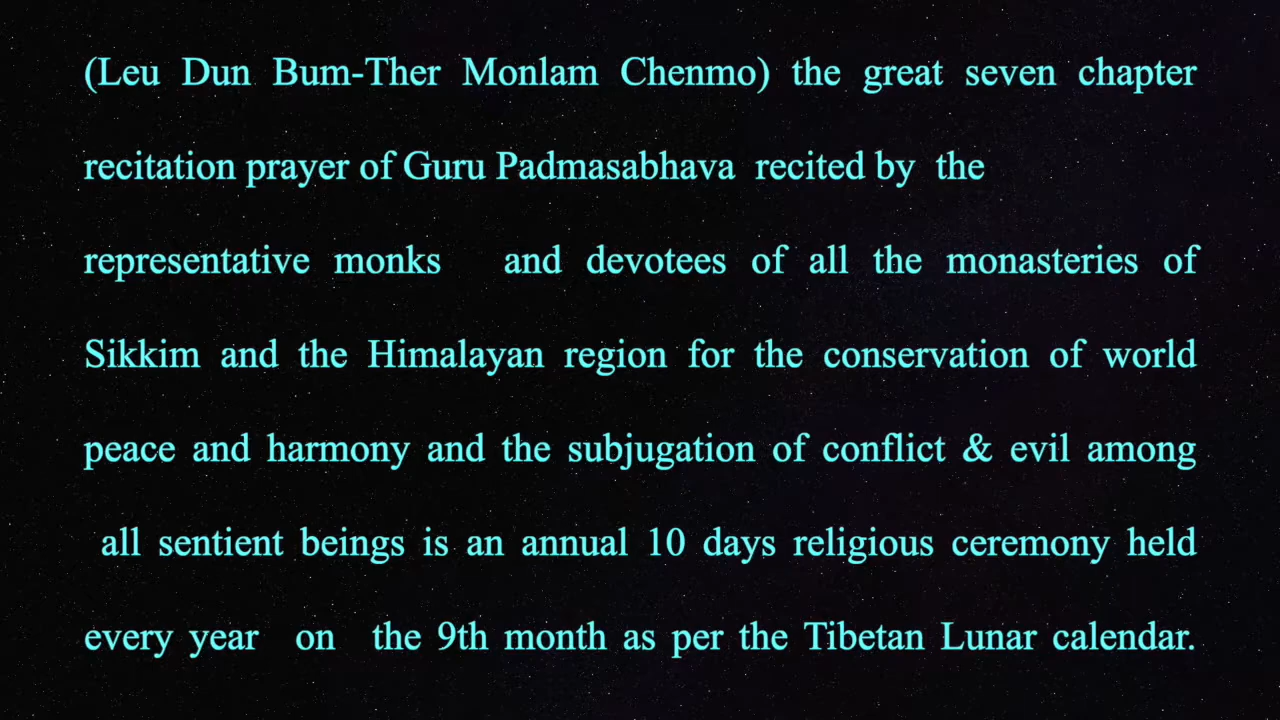 (Leu Dun Bum-Ther Monlam Chenmo) the great seven chapter
recitation prayer of Guru Padmasabhava recited by the
representative monks and devotees of all the monasteries of
Sikkim and the Himalayan region for the conservation of world
peace and harmony and the subjugation of conflict & evil among
all sentient beings is an annual 10 days religious ceremony held
every year on the 9th month as per the Tibetan Lunar calendar.